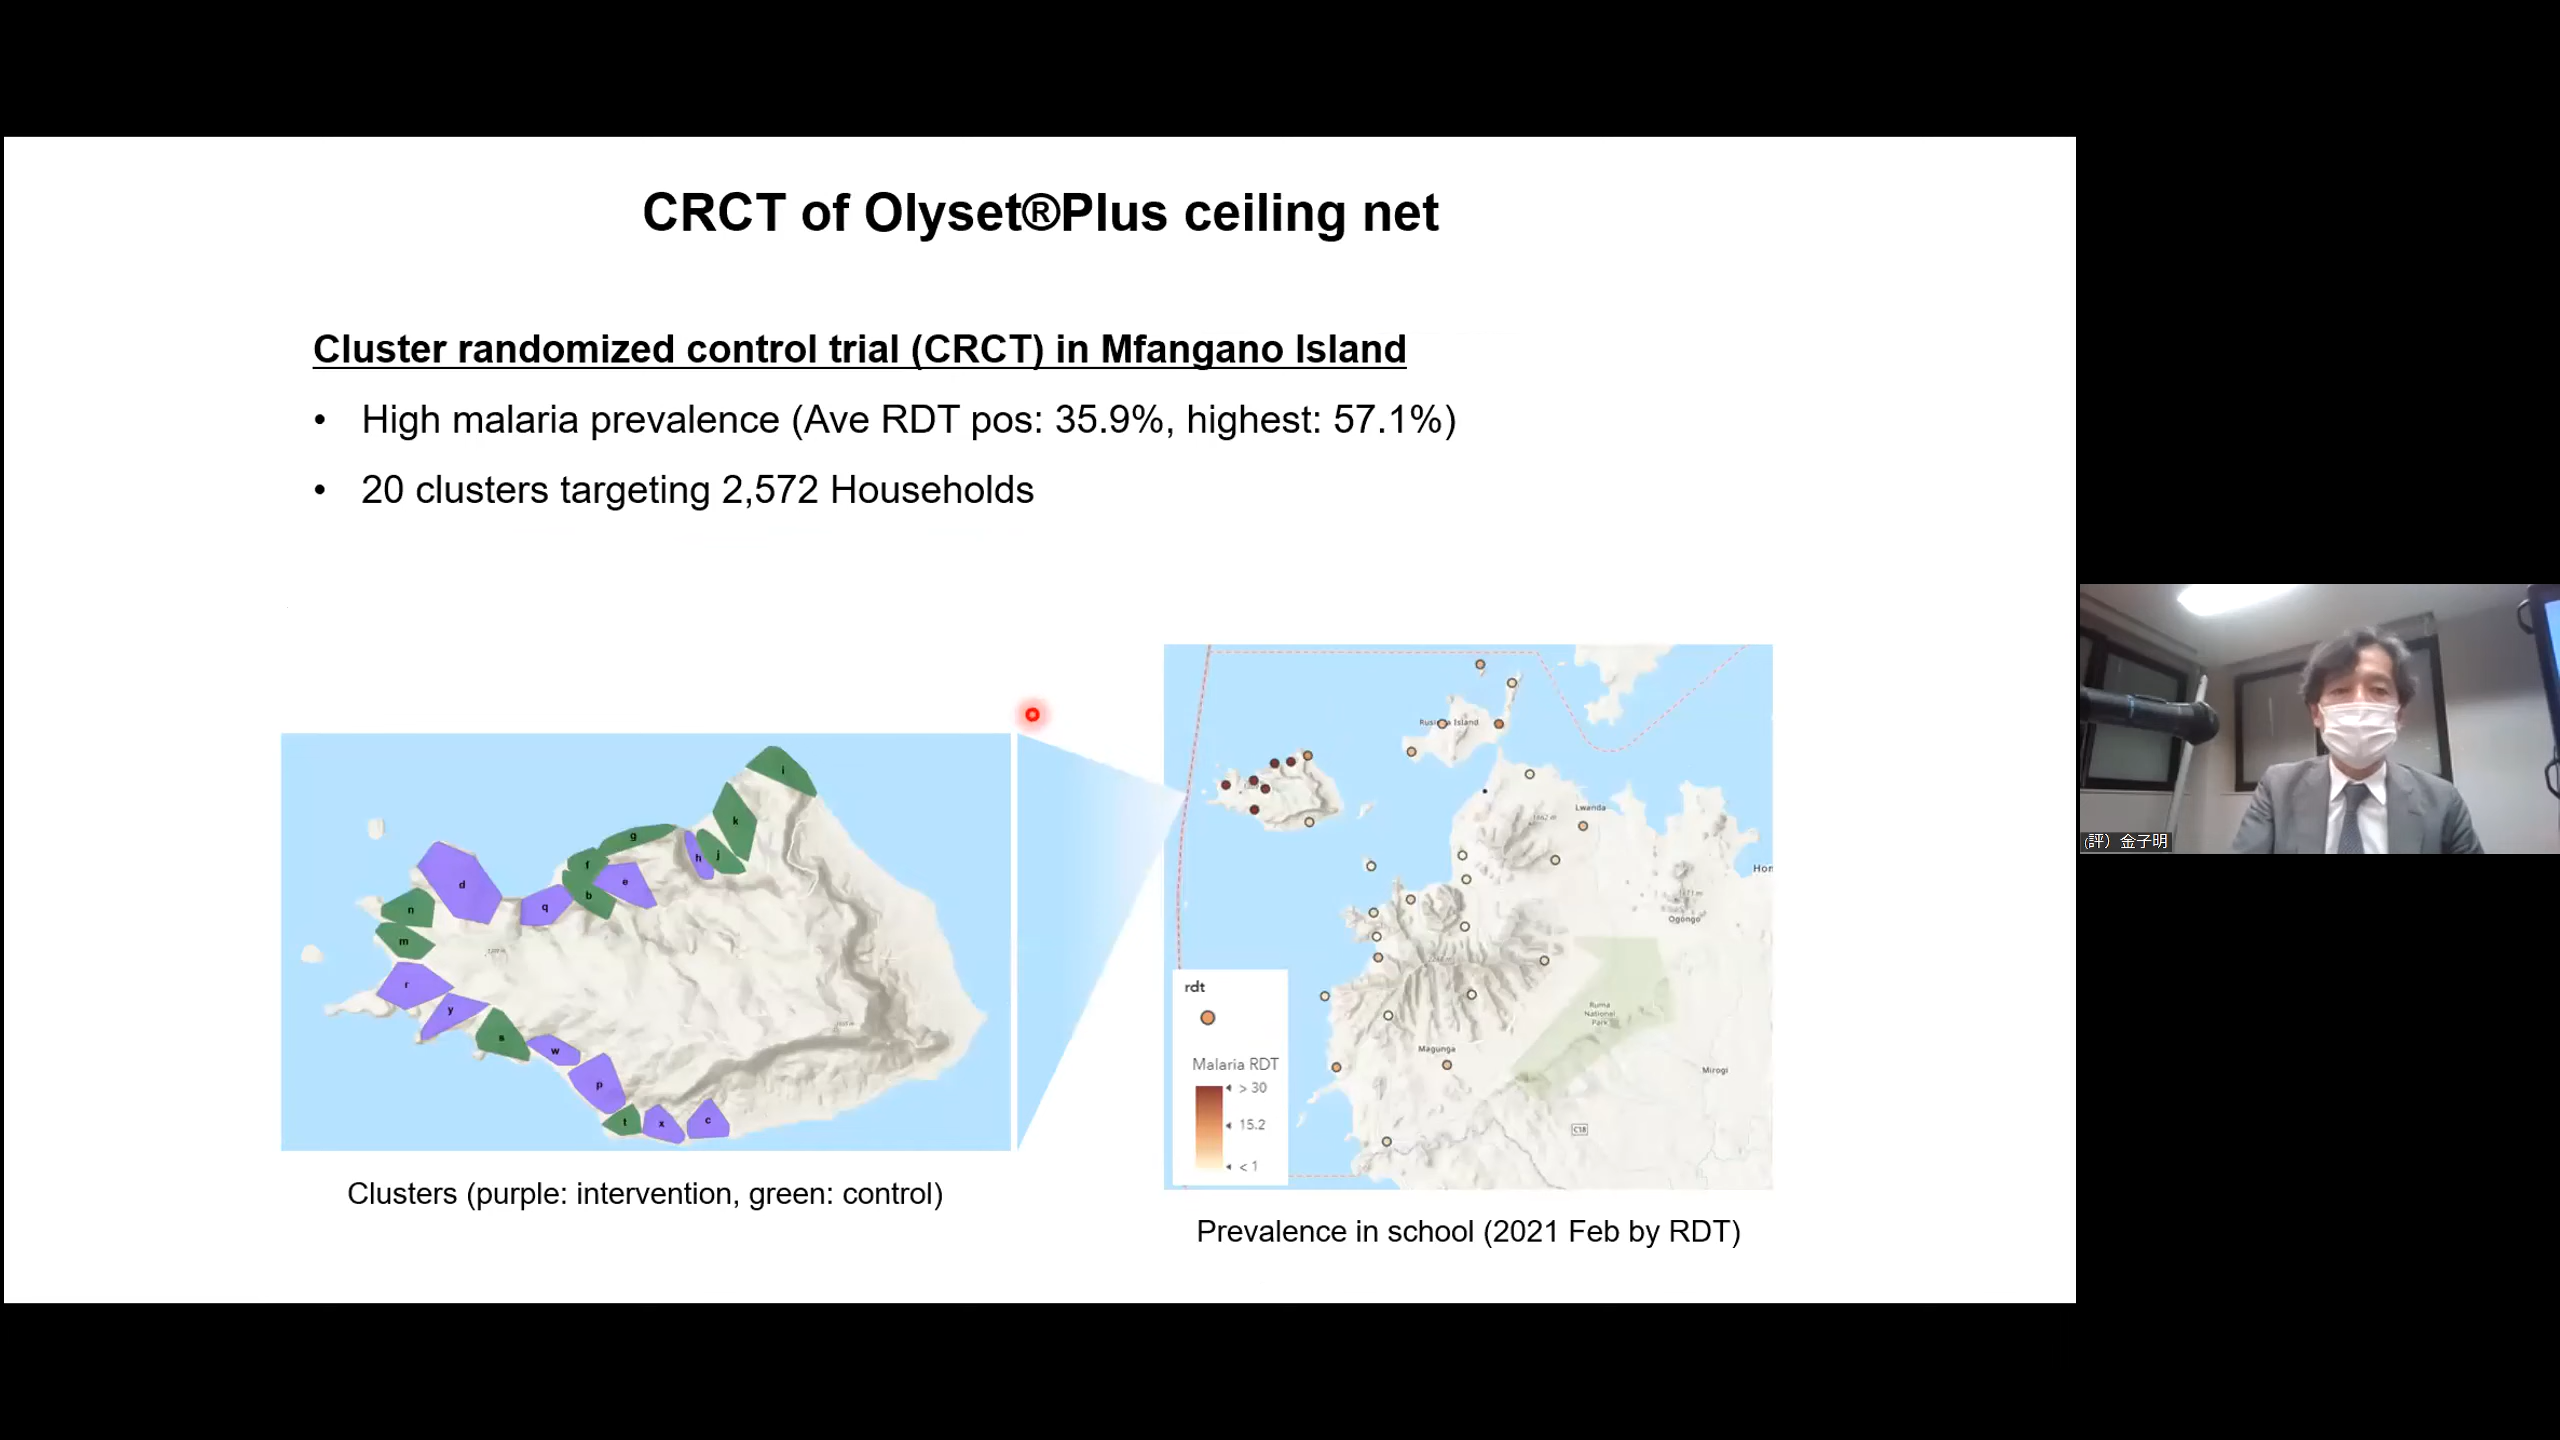 CRCT of Olyset®Plus ceiling net
Cluster randomized control trial (CRCT) in Mfangano Island
• High malaria prevalence (Ave RDT pos: 35.9%, highest: 57.1%)
• 20 clusters targeting 2,572 Households
i
k
g
j
h
f
e
b
d
q
n
m
r
y
s
w
p
t
x
c
Clusters (purple: intervention, green: control)
Island
Lwanda
Hom
Ogongo
Ruma
National
Park
Magunga
Mirogi
C18
rdt
Malaria RDT
> 30
15.2
< 1
Prevalence in school (2021 Feb by RDT)
(評）金子明